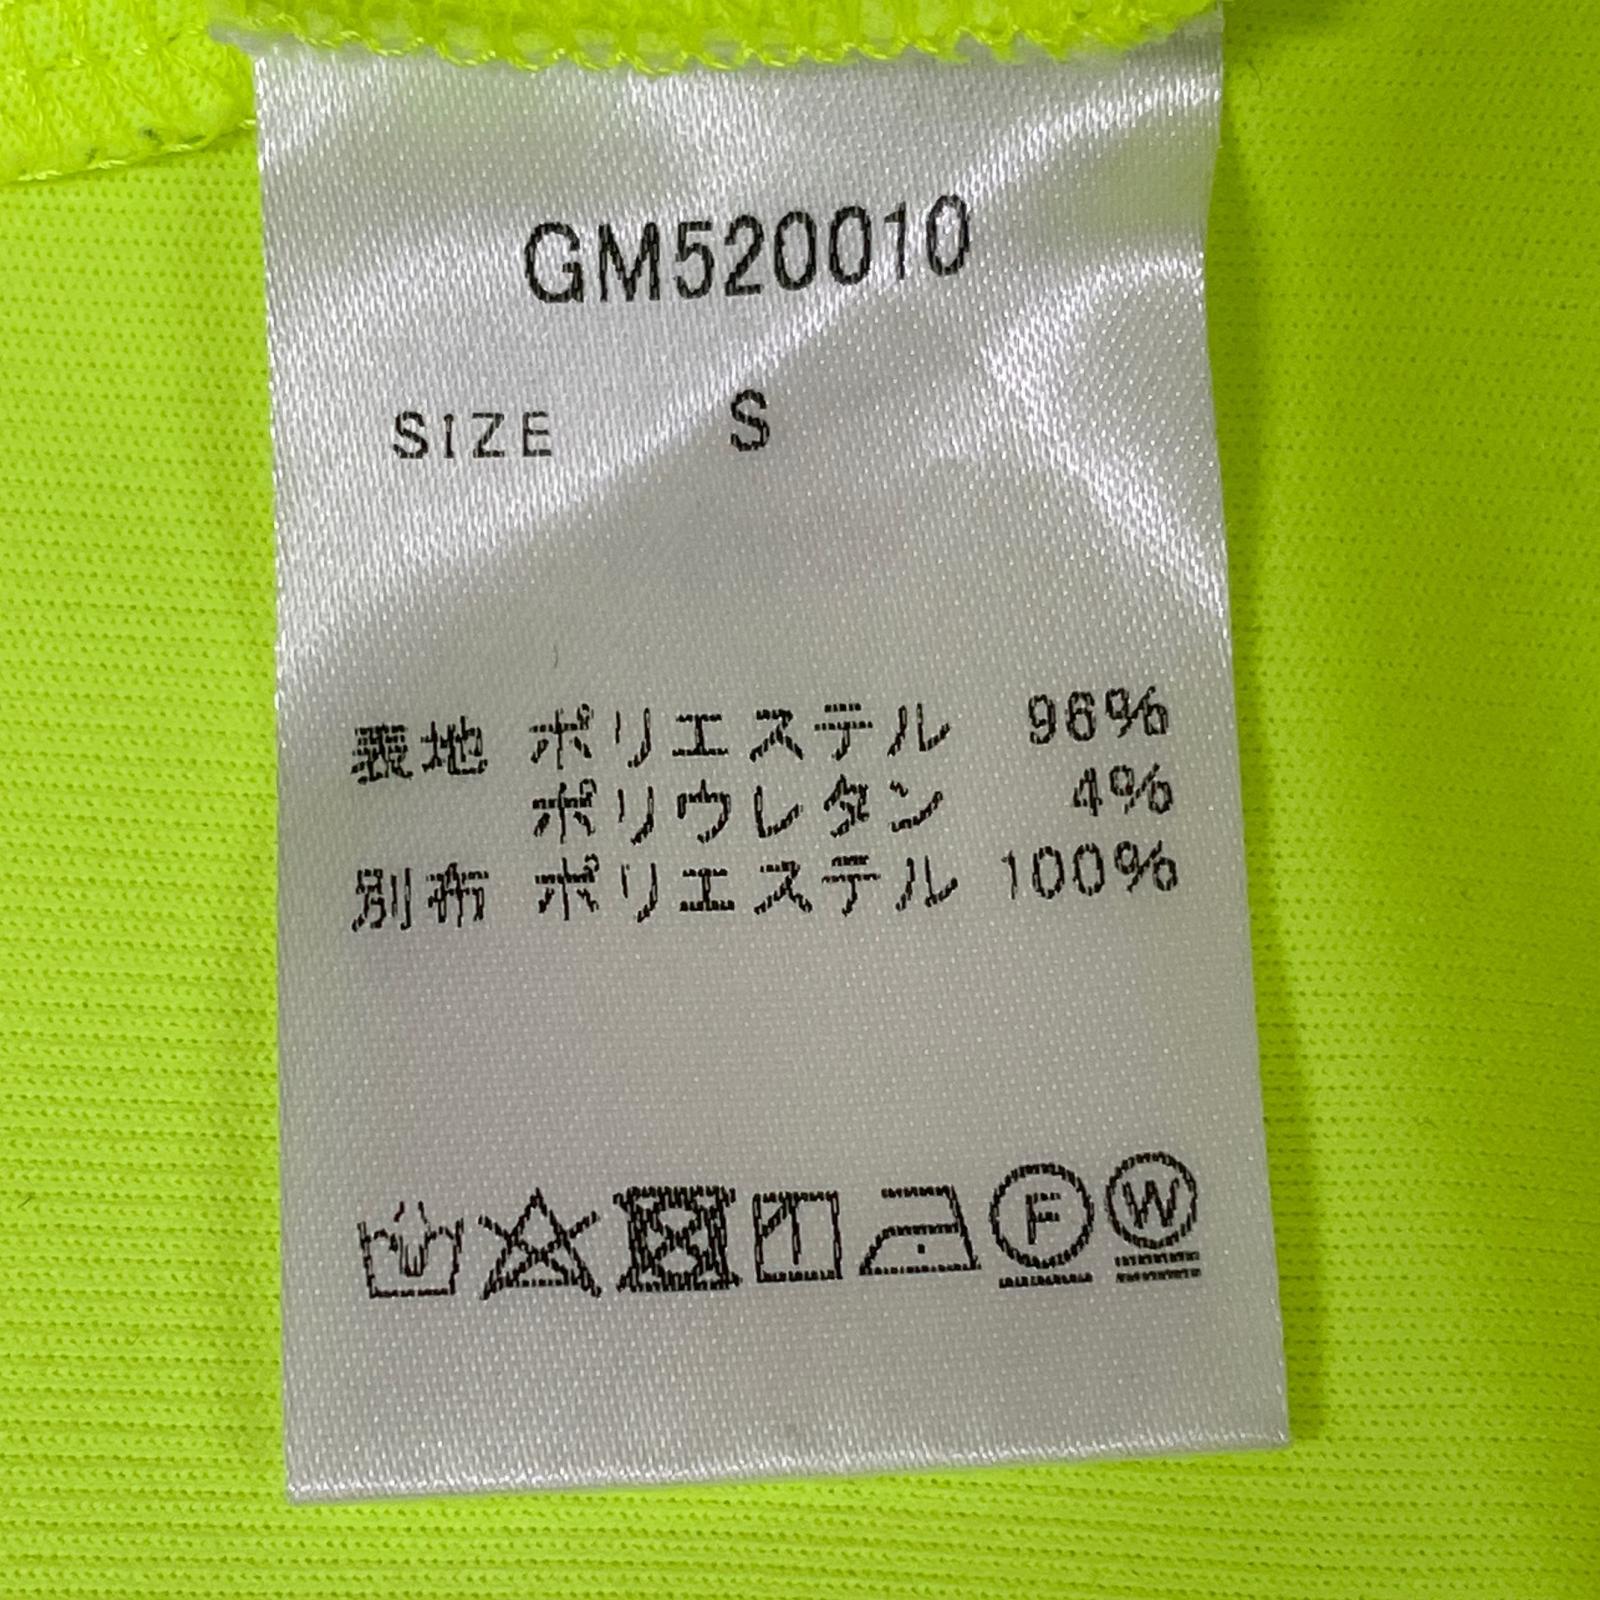 GM520010
SIZE S
表地 ポリエステル 96%
ポリウレタン 4%
別布 ポリエステル 100%
F W